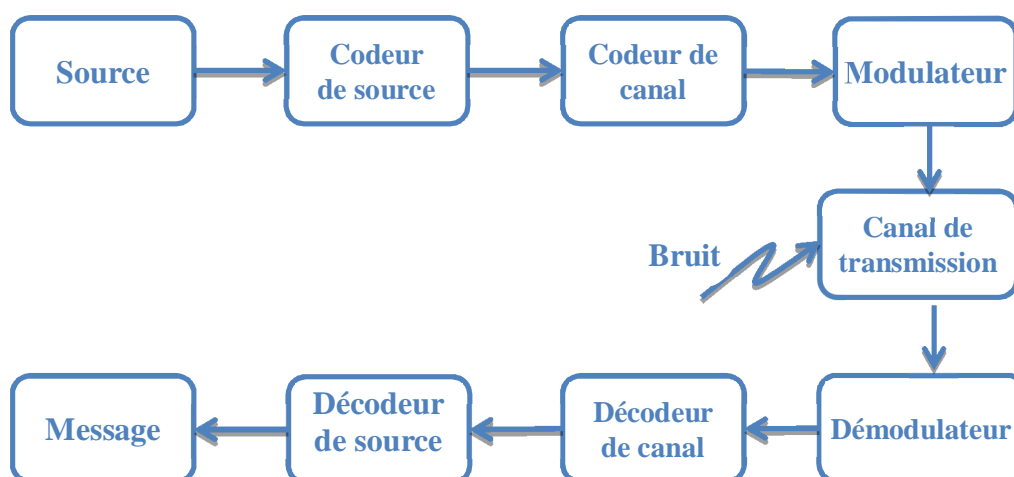 Source
Codeur
de source
Codeur de
canal
Modulateur
Canal de
transmission
Bruit
Démodulateur
Décodeur
de canal
Décodeur
de source
Message